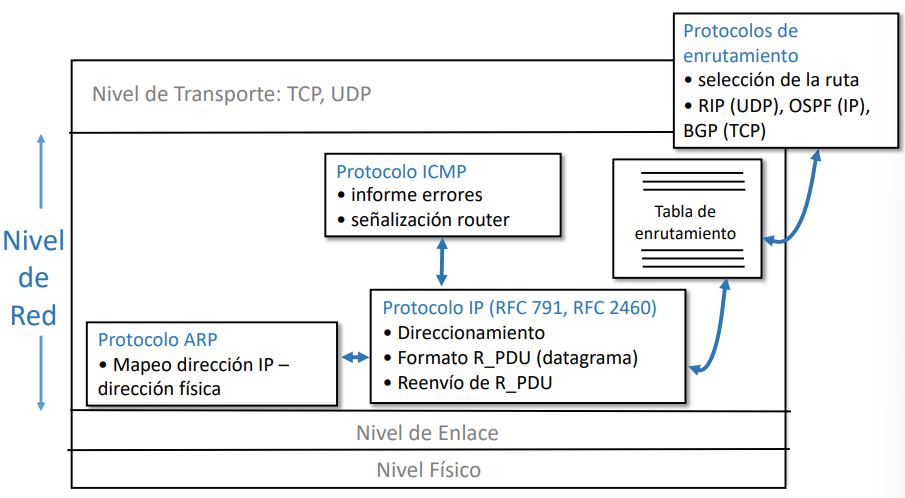 Protocolos de
enrutamiento
• selección de la ruta
• RIP (UDP), OSPF (IP),
BGP (TCP)
Nivel de Transporte: TCP, UDP
Protocolo ICMP
• informe errores
• señalización router
Tabla de
enrutamiento
Nivel
de
Red
Protocolo IP (RFC 791, RFC 2460)
• Direccionamiento
• Formato R_PDU (datagrama)
• Reenvío de R_PDU
Protocolo ARP
• Mapeo dirección IP –
dirección física
Nivel de Enlace
Nivel Físico